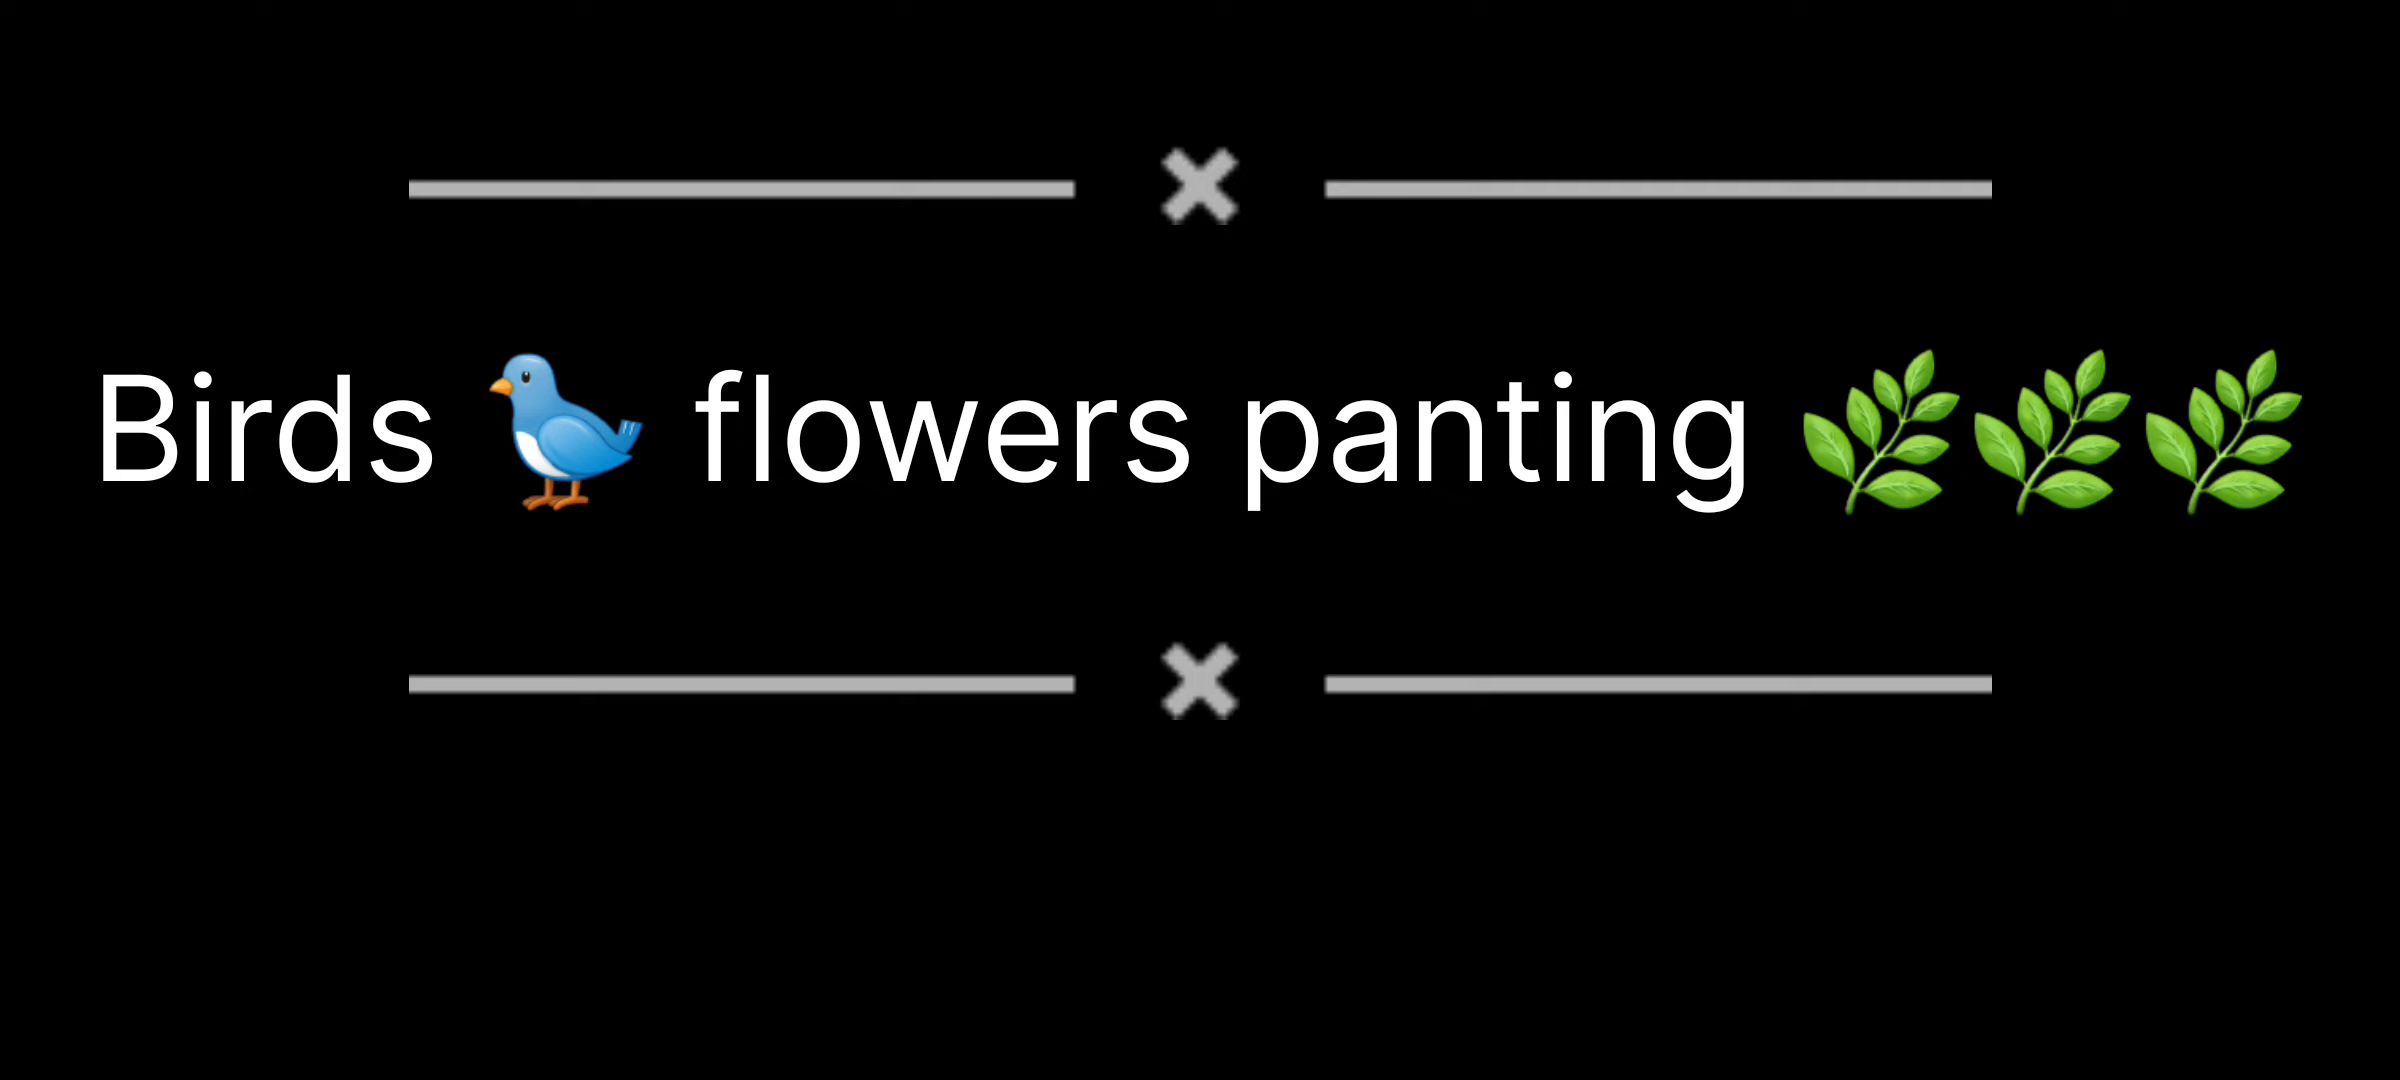 Birds 🐦 flowers panting 🌿🌿🌿